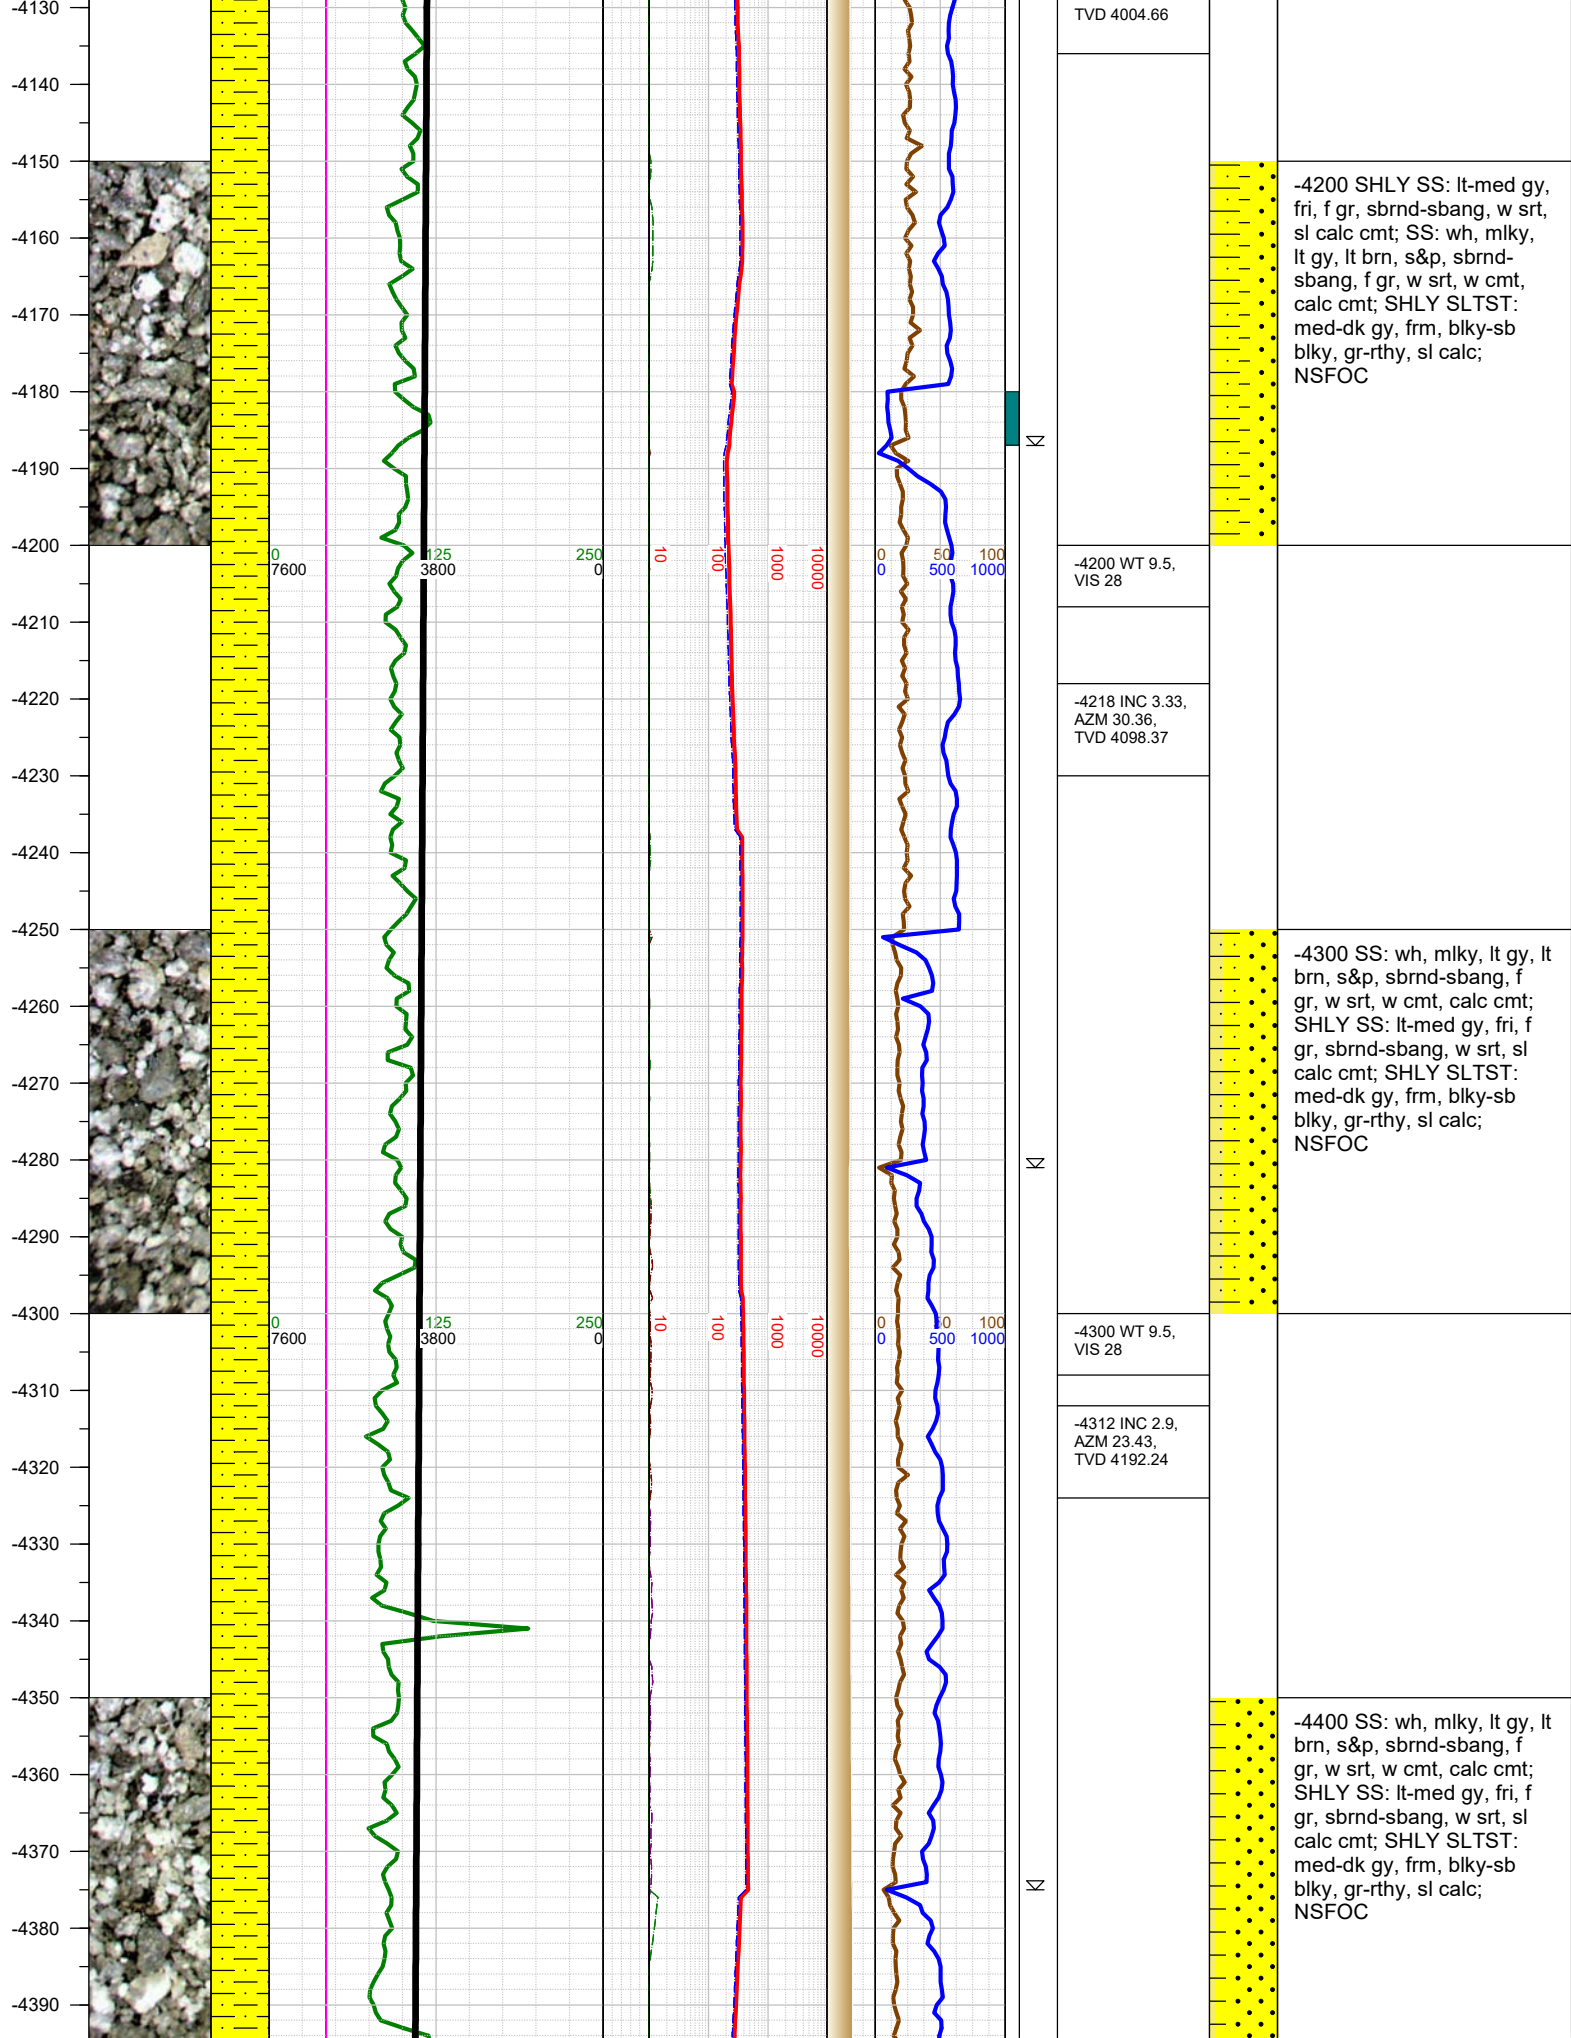 -4130
TVD 4004.66
-4140
-4150
-4200 SHLY SS: lt-med gy,
fri, f gr, sbrnd-sbang, w srt,
sl calc cmt; SS: wh, mlky,
lt gy, lt brn, s&p, sbrnd-
sbang, f gr, w srt, w cmt,
calc cmt; SHLY SLTST:
med-dk gy, frm, blky-sb
blky, gr-rthy, sl calc;
NSFOC
-4160
-4170
-4180
-4190
-4200
0 125 250
7600 3800 0
10 100 1000 10000
0 50 100
0 500 1000
-4200 WT 9.5,
VIS 28
-4210
-4220
-4218 INC 3.33,
AZM 30.36,
TVD 4098.37
-4230
-4240
-4250
-4300 SS: wh, mlky, lt gy, lt
brn, s&p, sbrnd-sbang, f
gr, w srt, w cmt, calc cmt;
SHLY SS: lt-med gy, fri, f
gr, sbrnd-sbang, w srt, sl
calc cmt; SHLY SLTST:
med-dk gy, frm, blky-sb
blky, gr-rthy, sl calc;
NSFOC
-4260
-4270
-4280
-4290
-4300
0 125 250
7600 3800 0
10 100 1000 10000
0 50 100
0 500 1000
-4300 WT 9.5,
VIS 28
-4310
-4312 INC 2.9,
AZM 23.43,
TVD 4192.24
-4320
-4330
-4340
-4350
-4400 SS: wh, mlky, lt gy, lt
brn, s&p, sbrnd-sbang, f
gr, w srt, w cmt, calc cmt;
SHLY SS: lt-med gy, fri, f
gr, sbrnd-sbang, w srt, sl
calc cmt; SHLY SLTST:
med-dk gy, frm, blky-sb
blky, gr-rthy, sl calc;
NSFOC
-4360
-4370
-4380
-4390